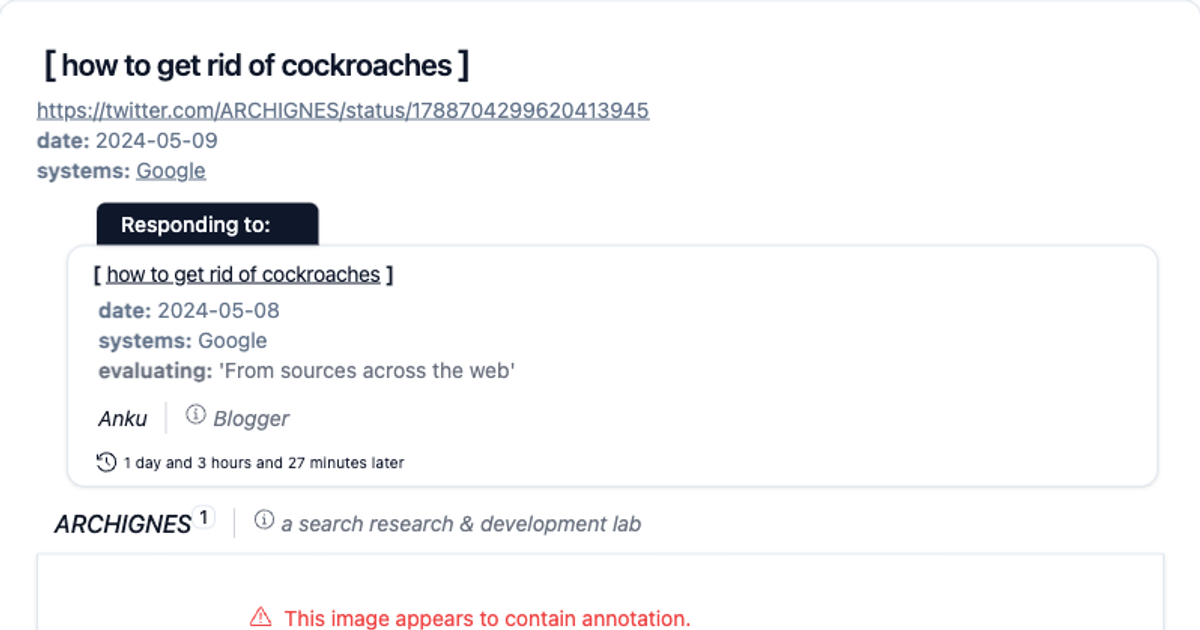 [ how to get rid of cockroaches ]
https://twitter.com/ARCHIGNES/status/1788704299620413945
date: 2024-05-09
systems: Google
Responding to:
[ how to get rid of cockroaches ]
date: 2024-05-08
systems: Google
evaluating: 'From sources across the web'
Anku Blogger
1 day and 3 hours and 27 minutes later
ARCHIGNES 1 a search research & development lab
This image appears to contain annotation.